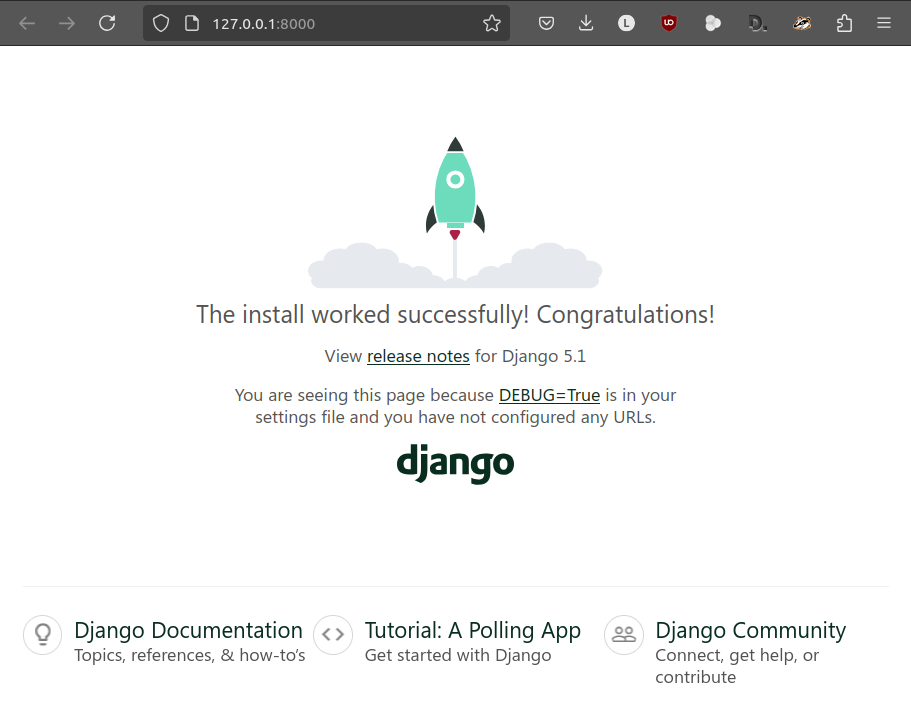 127.0.0.1:8000
The install worked successfully! Congratulations!
View release notes for Django 5.1
You are seeing this page because DEBUG=True is in your
settings file and you have not configured any URLs.
django
Django Documentation
Topics, references, & how-to’s
Tutorial: A Polling App
Get started with Django
Django Community
Connect, get help, or
contribute